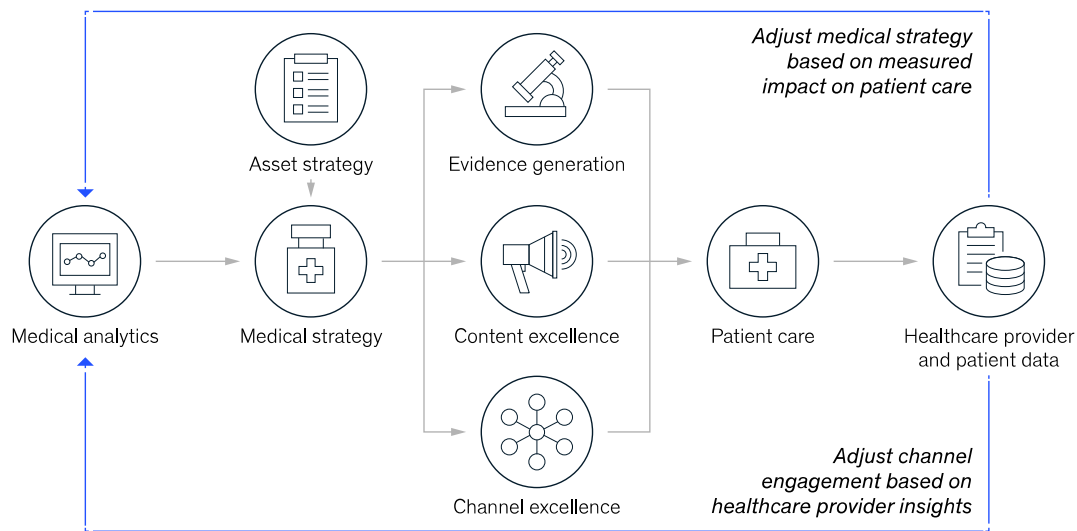 Adjust medical strategy
based on measured
impact on patient care
Asset strategy
Evidence generation
Medical analytics
Medical strategy
Content excellence
Patient care
Healthcare provider
and patient data
Channel excellence
Adjust channel
engagement based on
healthcare provider insights